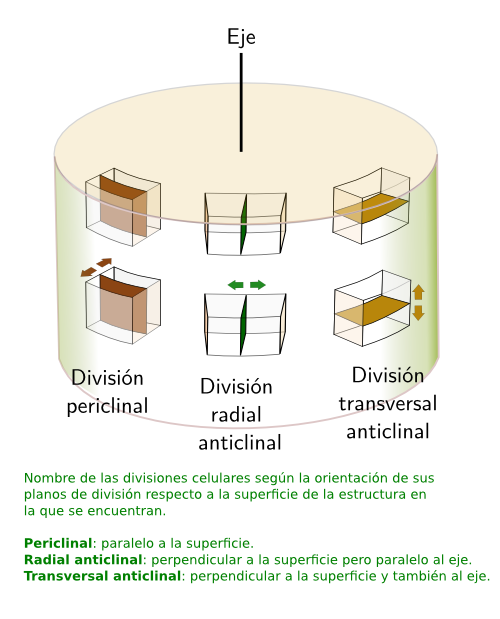 Eje
División
periclinal
División
radial
anticlinal
División
transversal
anticlinal
Nombre de las divisiones celulares según la orientación de sus
planos de división respecto a la superficie de la estructura en
la que se encuentran.
Periclinal: paralelo a la superficie.
Radial anticlinal: perpendicular a la superficie pero paralelo al eje.
Transversal anticlinal: perpendicular a la superficie y también al eje.